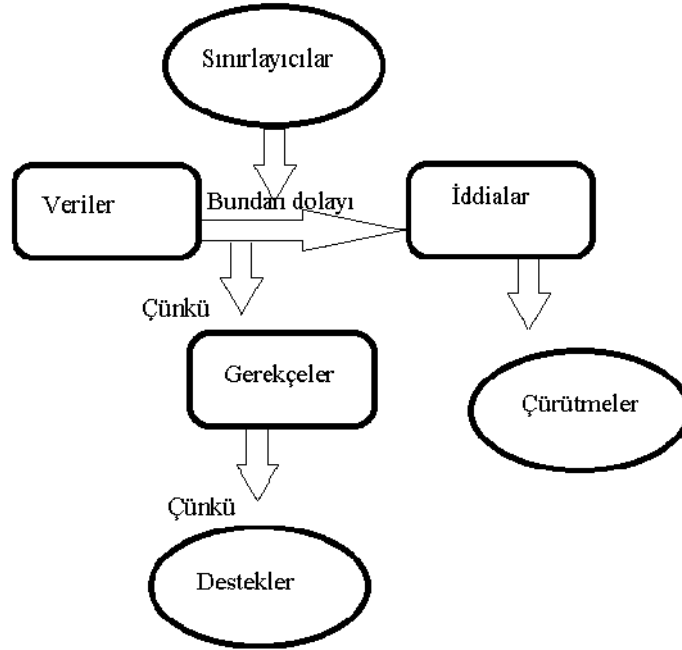 Sınırlayıcılar
Veriler
Bundan dolayı
İddialar
Çünkü
Gerekçeler
Çürütmeler
Çünkü
Destekler